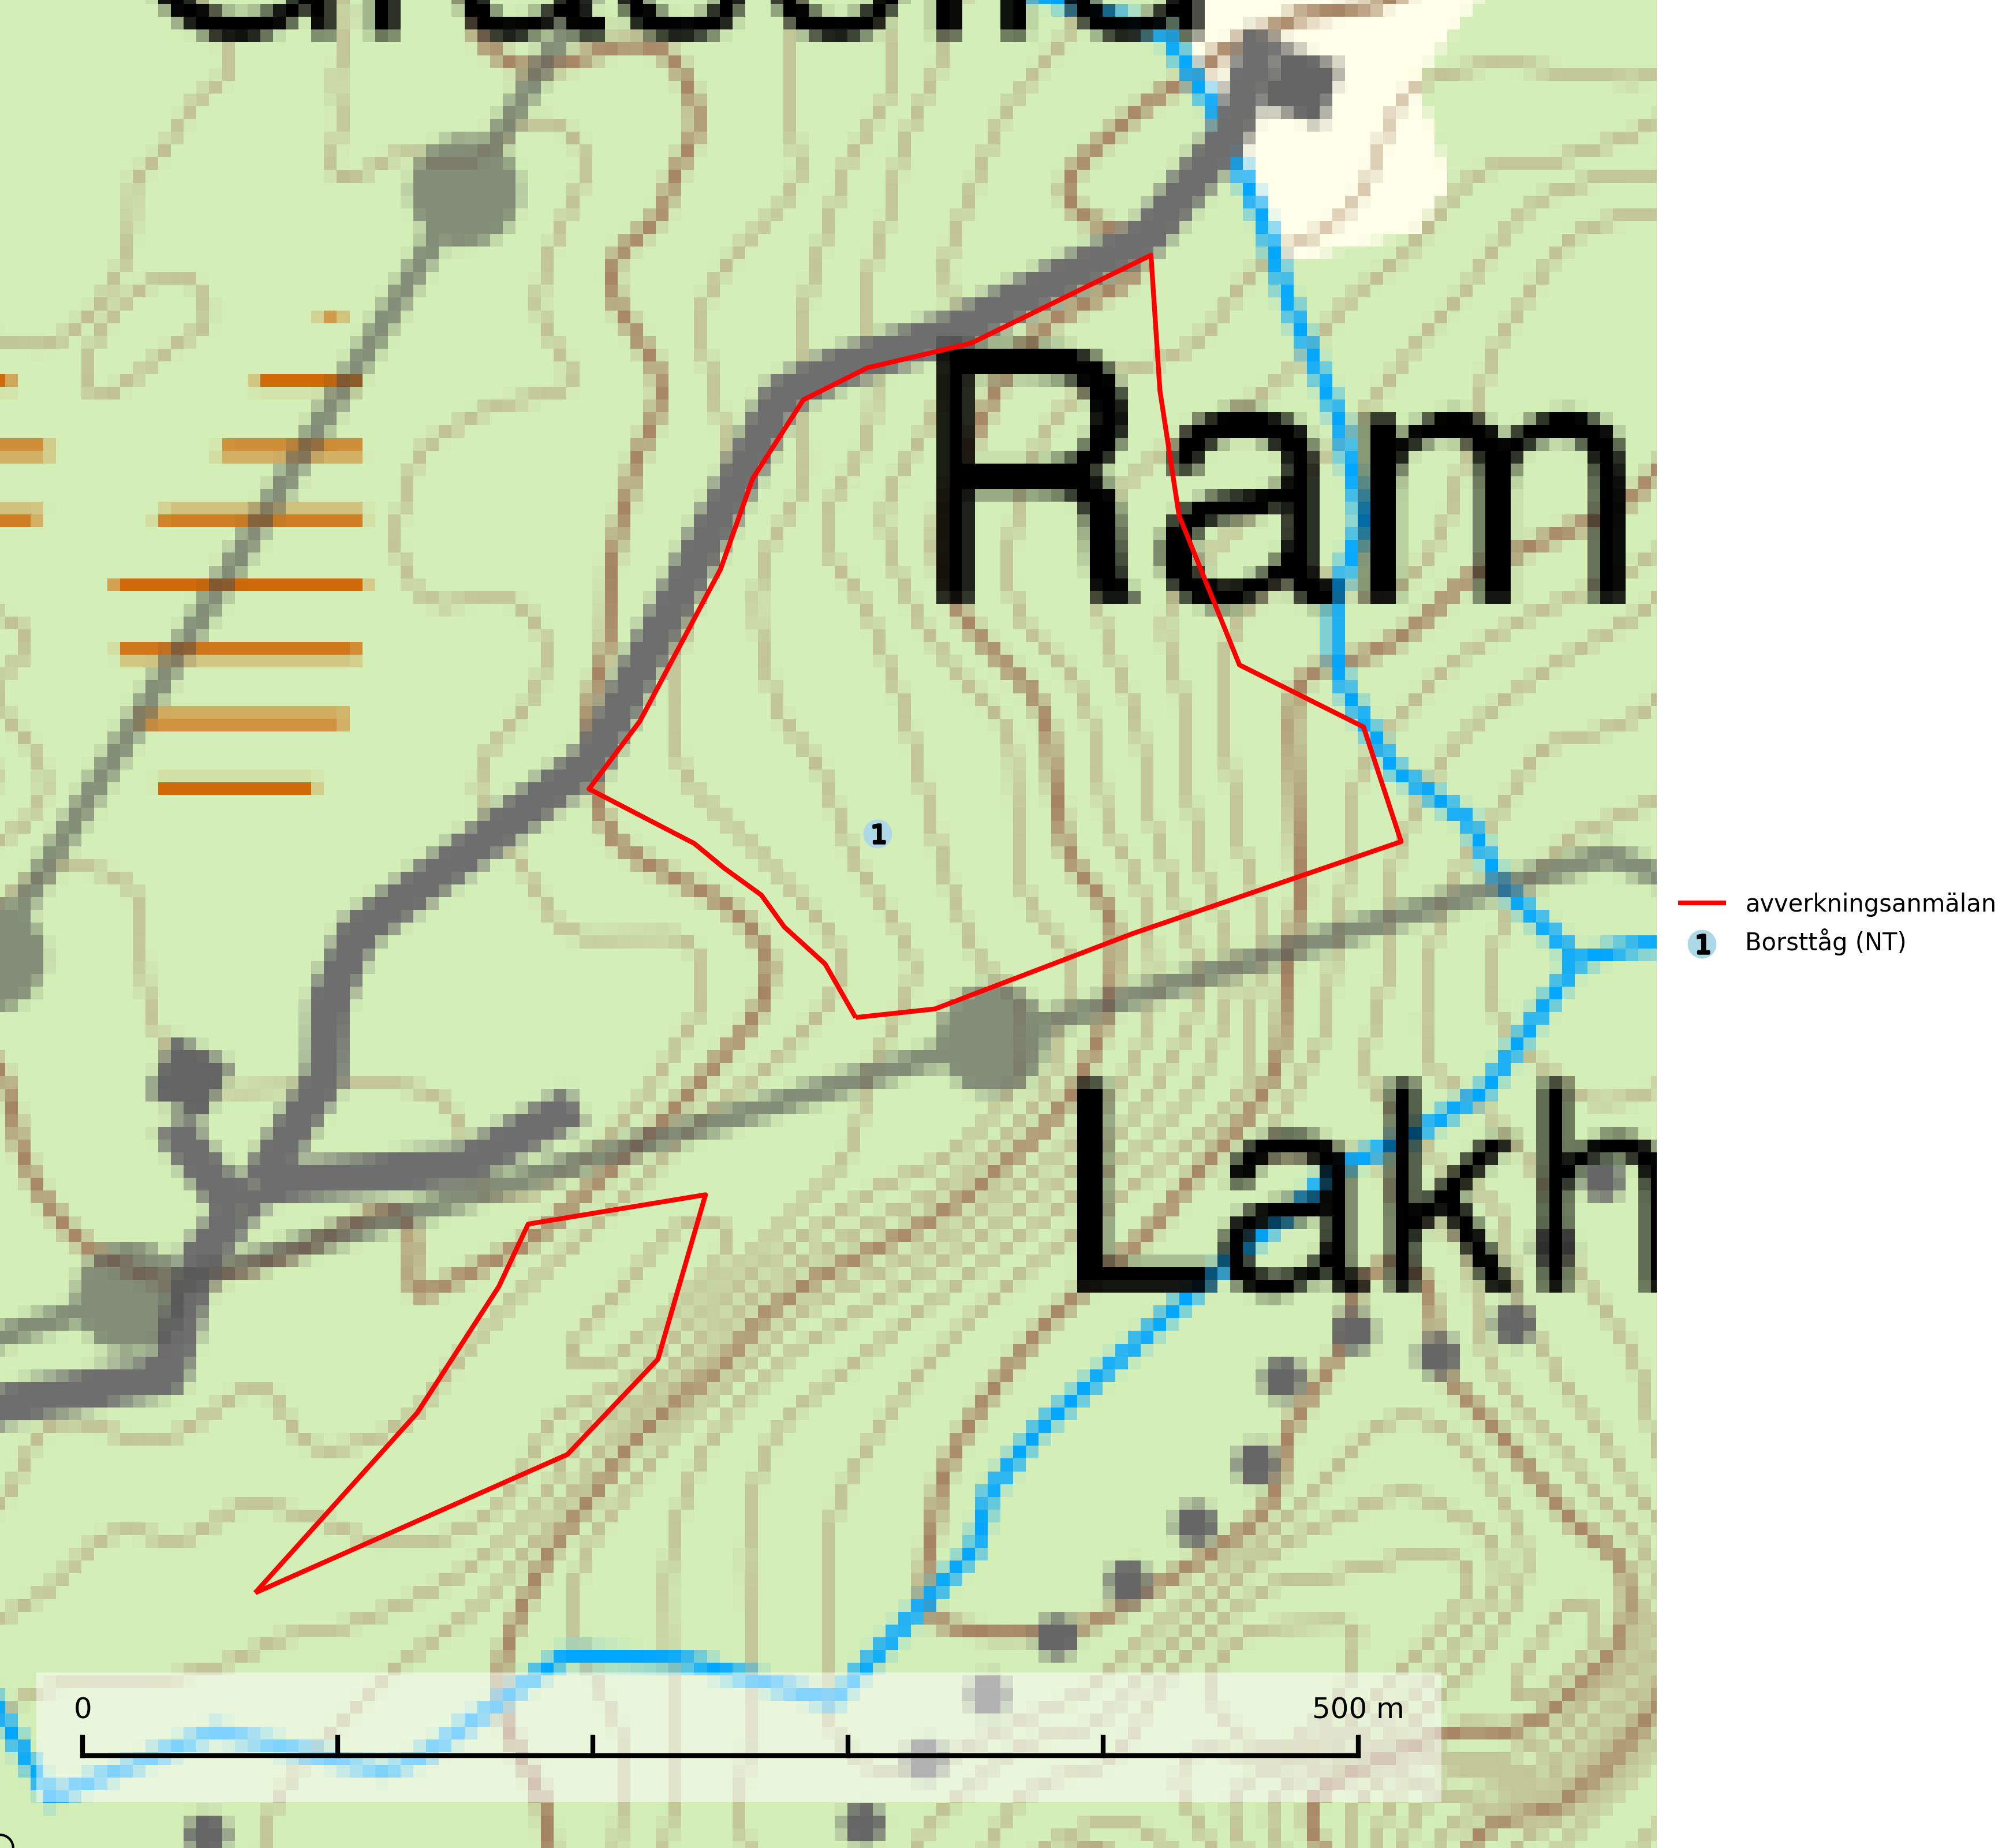 Ram
Lakh
1
0
500 m
avverkningsanmälan
1 Borsttåg (NT)